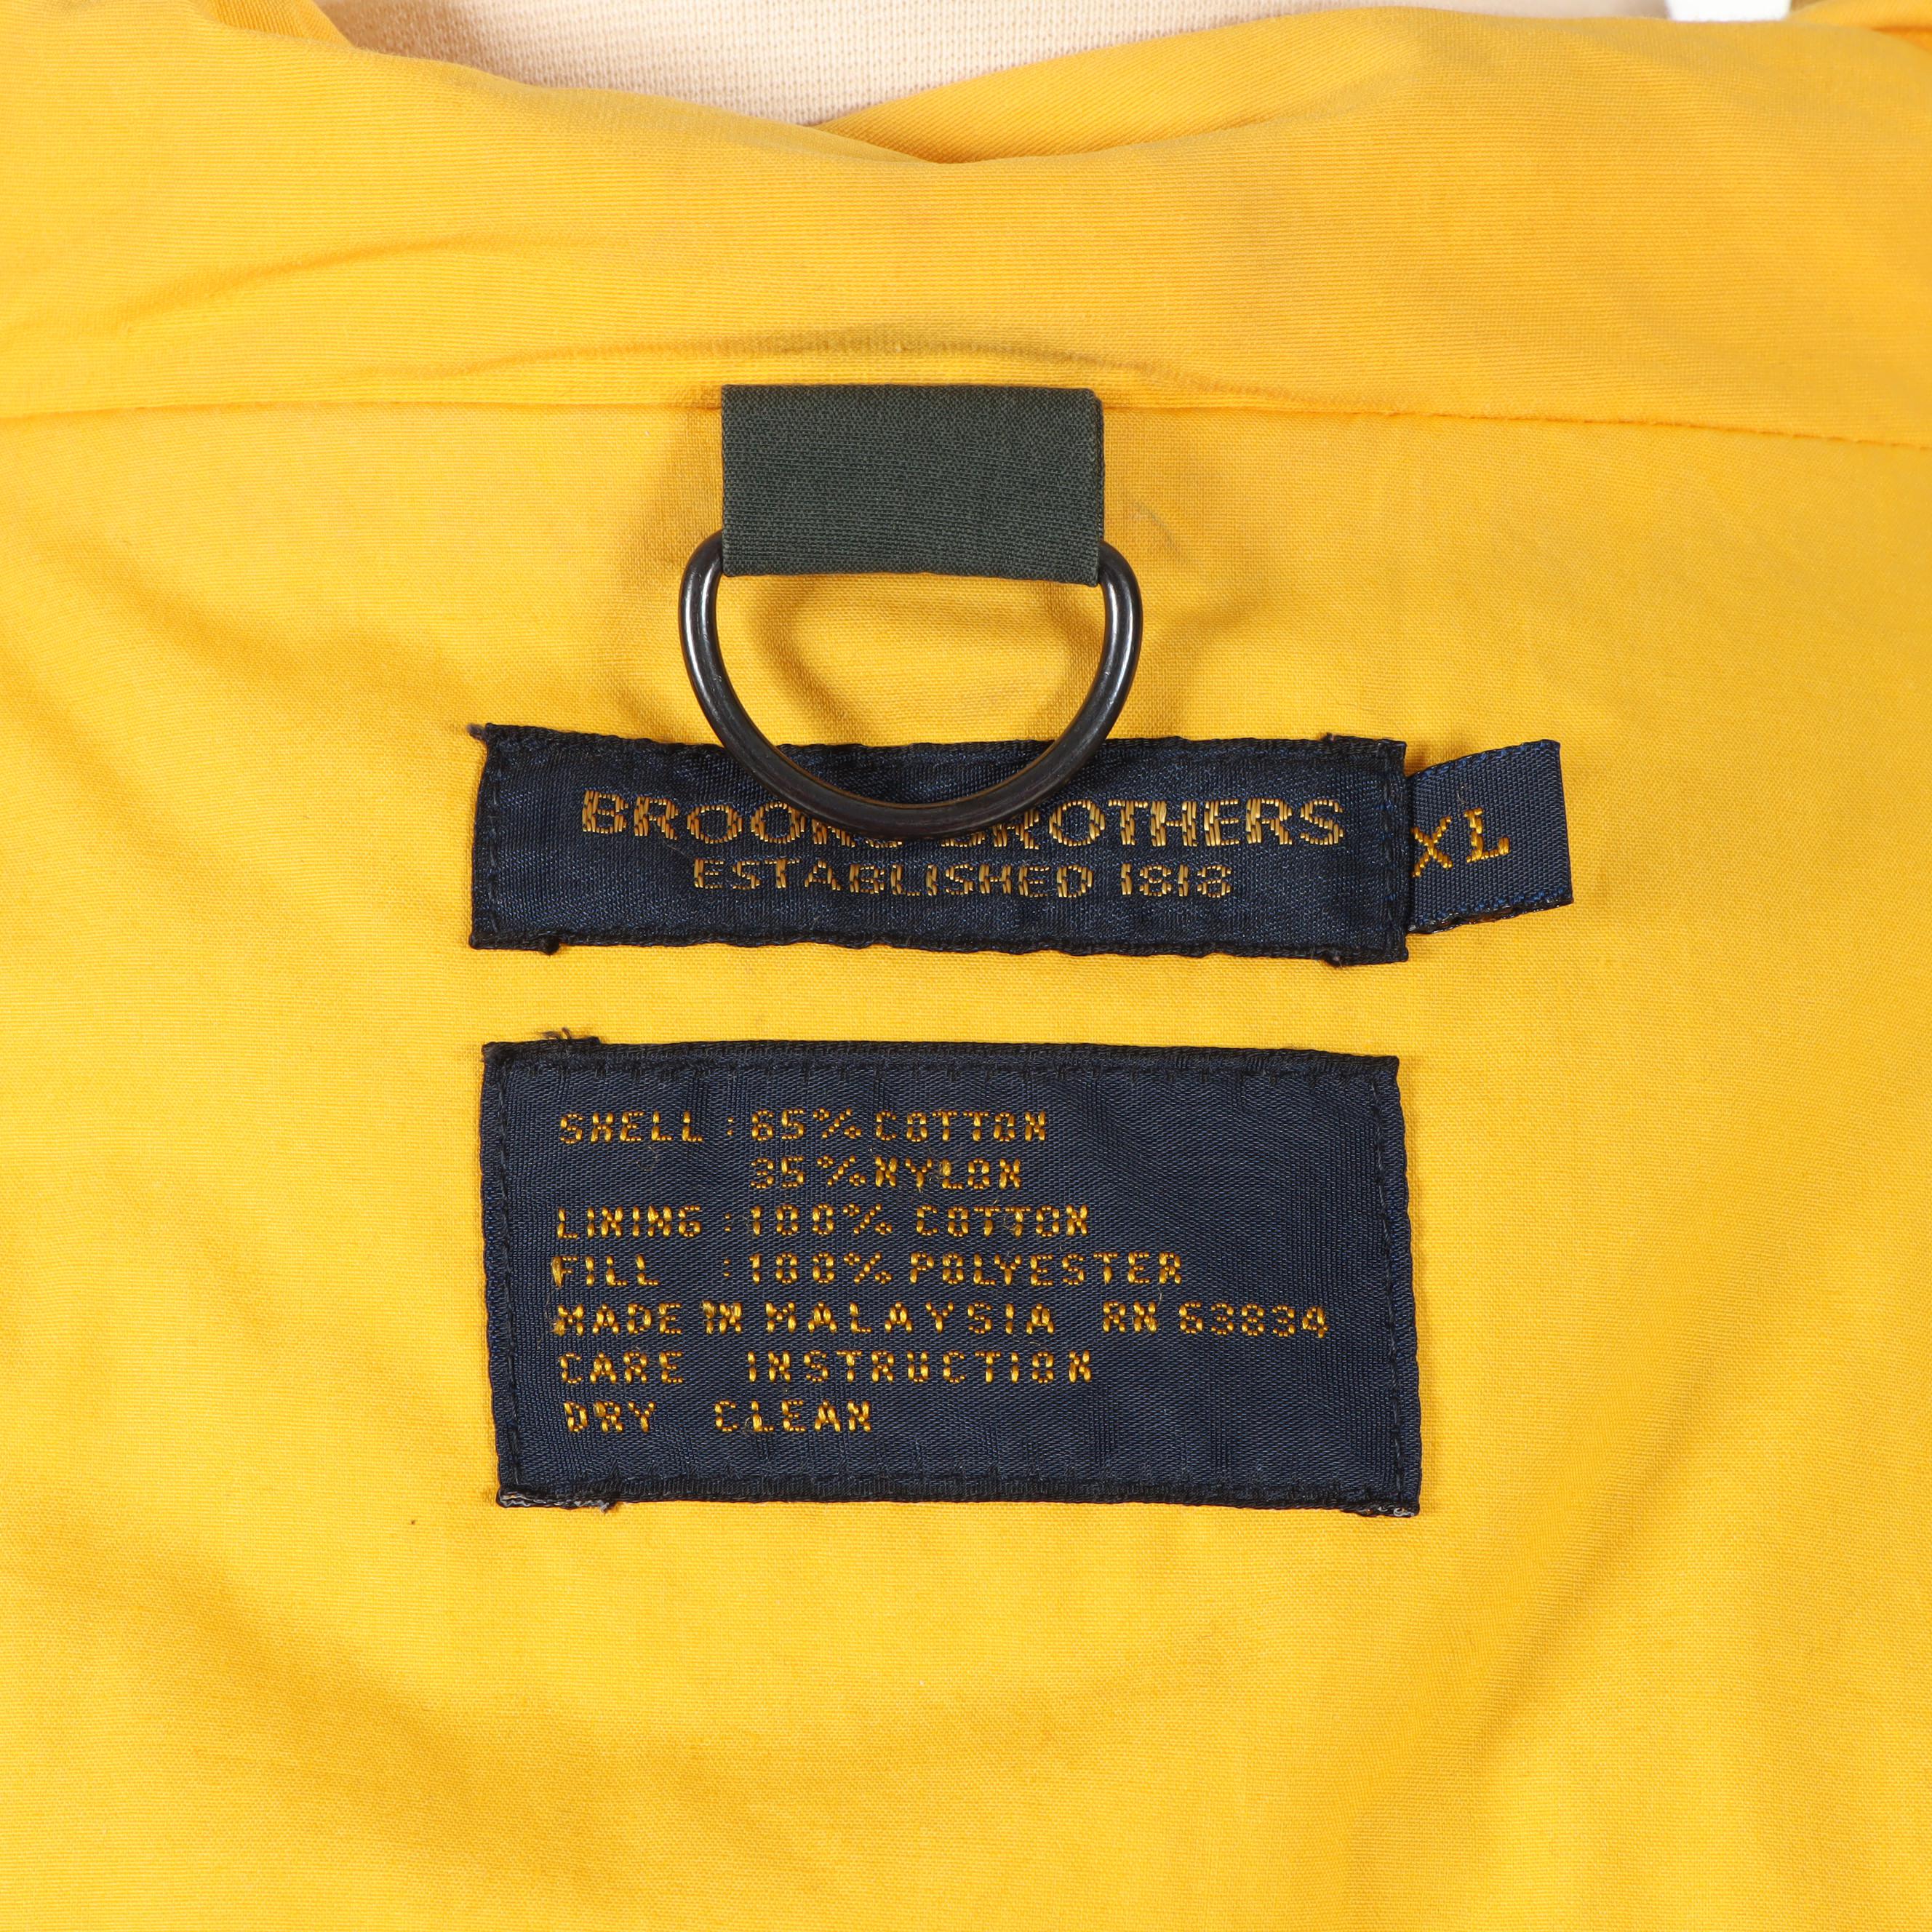 BROOKS BROTHERS
ESTABLISHED 1818
XL
SHELL : 65% COTTON
35% NYLON
LINING : 100% COTTON
FILL : 100% POLYESTER
MADE IN MALAYSIA RN 63834
CARE INSTRUCTION
DRY CLEAN